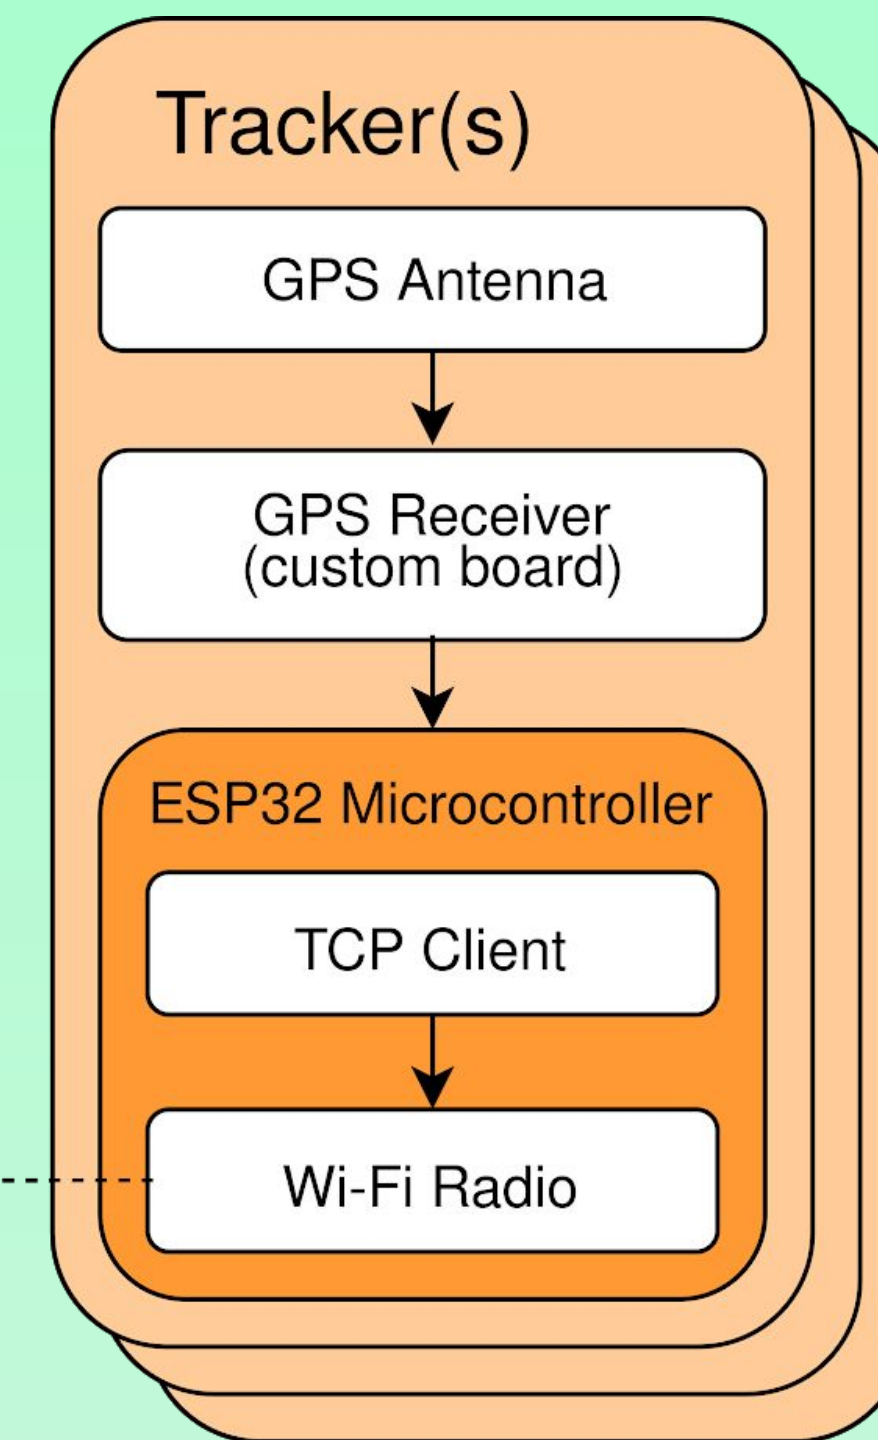 Tracker(s)
GPS Antenna
GPS Receiver
(custom board)
ESP32 Microcontroller
TCP Client
Wi-Fi Radio